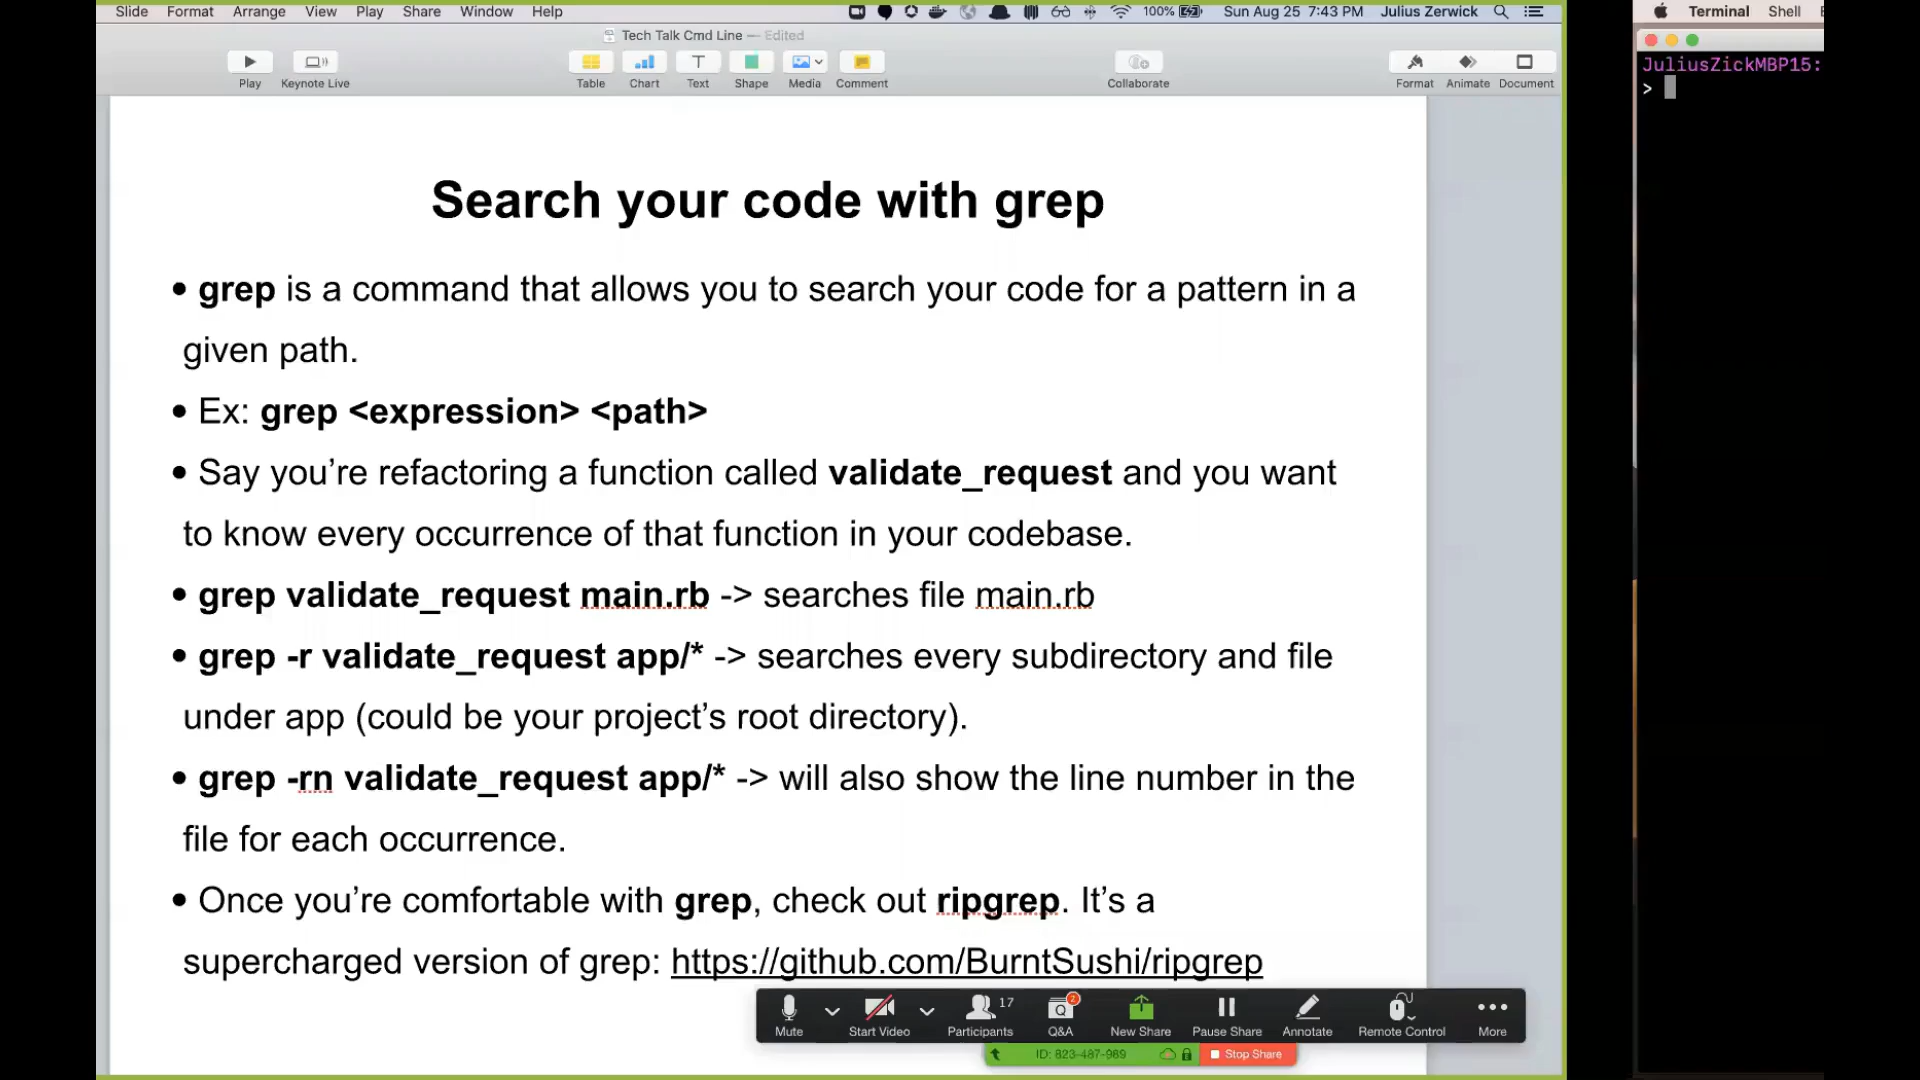 Slide Format Arrange View Play Share Window Help 100% Sun Aug 25 7:43 PM Julius Zerwick
Terminal Shell
Tech Talk Cmd Line — Edited
Play Keynote Live Table Chart Text Shape Media Comment Collaborate Format Animate Document
JuliusZickMBP15:
>
Search your code with grep
• grep is a command that allows you to search your code for a pattern in a
given path.
• Ex: grep <expression> <path>
• Say you’re refactoring a function called validate_request and you want
to know every occurrence of that function in your codebase.
• grep validate_request main.rb -> searches file main.rb
• grep -r validate_request app/* -> searches every subdirectory and file
under app (could be your project’s root directory).
• grep -rn validate_request app/* -> will also show the line number in the
file for each occurrence.
• Once you’re comfortable with grep, check out ripgrep. It’s a
supercharged version of grep: https://github.com/BurntSushi/ripgrep
17 2
Mute Start Video Participants Q&A New Share Pause Share Annotate Remote Control More
ID: 823-487-969 Stop Share